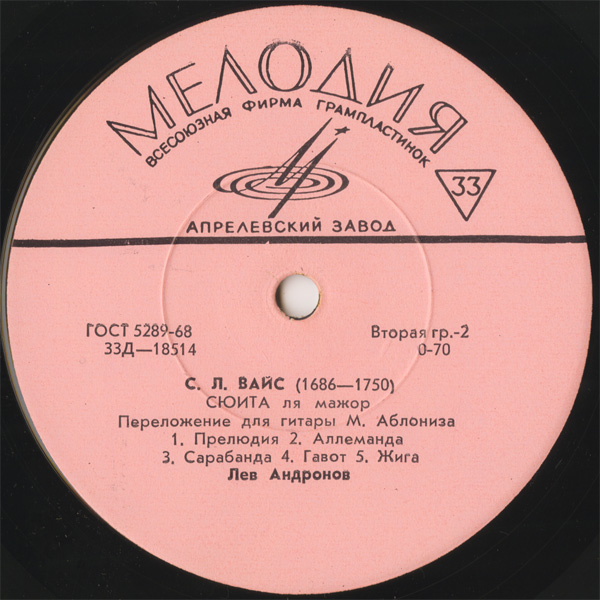 МЕЛОДИЯ
ВСЕСОЮЗНАЯ ФИРМА ГРАМПЛАСТИНОК
33
АПРЕЛЕВСКИЙ ЗАВОД
ГОСТ 5289-68
Вторая гр.-2
33Д—18514
0-70
С. Л. ВАЙС (1686—1750)
СЮИТА ля мажор
Переложение для гитары М. Аблониза
1. Прелюдия 2. Аллеманда
3. Сарабанда 4. Гавот 5. Жига
Лев Андронов